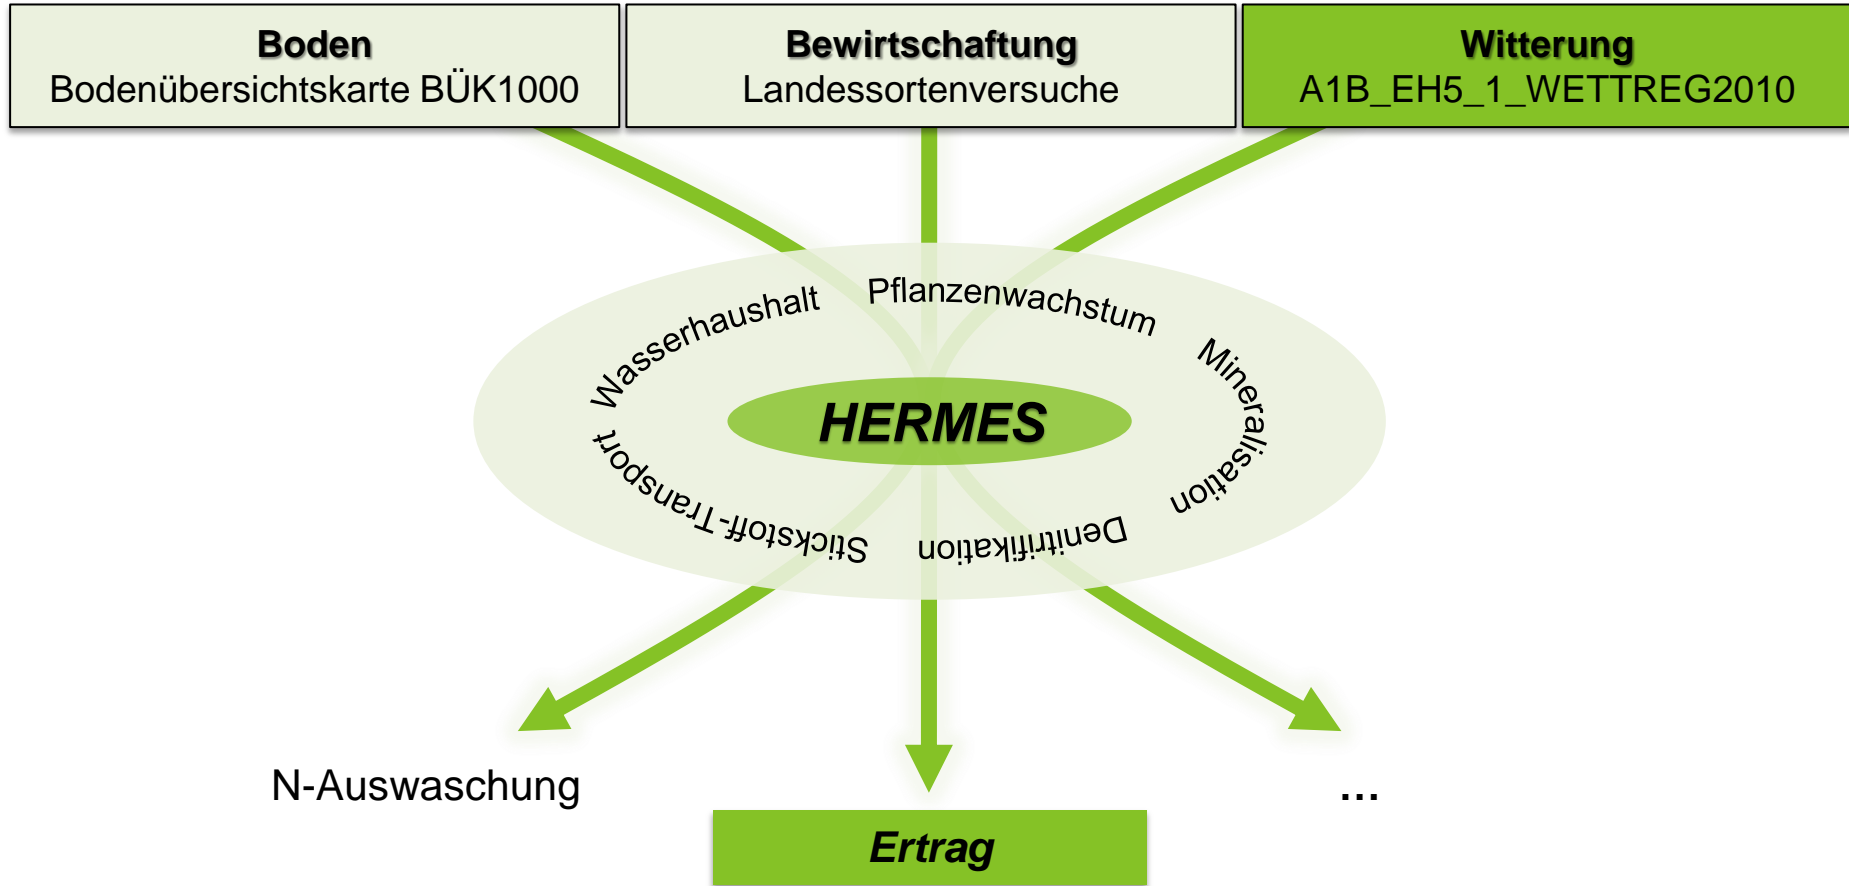 Boden
Bodenübersichtskarte BÜK1000
Bewirtschaftung
Landessortenversuche
Witterung
A1B_EH5_1_WETTREG2010
Wasserhaushalt
Pflanzenwachstum
Mineralisation
HERMES
Stickstoff-Transport
Denitrifikation
N-Auswaschung
...
Ertrag